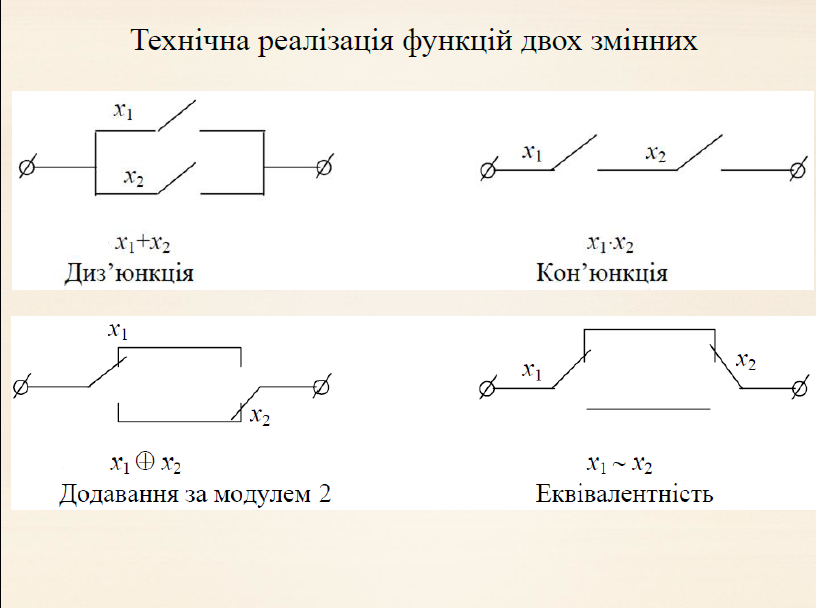 Технічна реалізація функцій двох змінних
x₁
x₂
x₁+x₂
Диз’юнкція
x₁
x₂
x₁·x₂
Кон’юнкція
x₁
x₂
x₁ ⊕ x₂
Додавання за модулем 2
x₁
x₂
x₁ ~ x₂
Еквівалентність